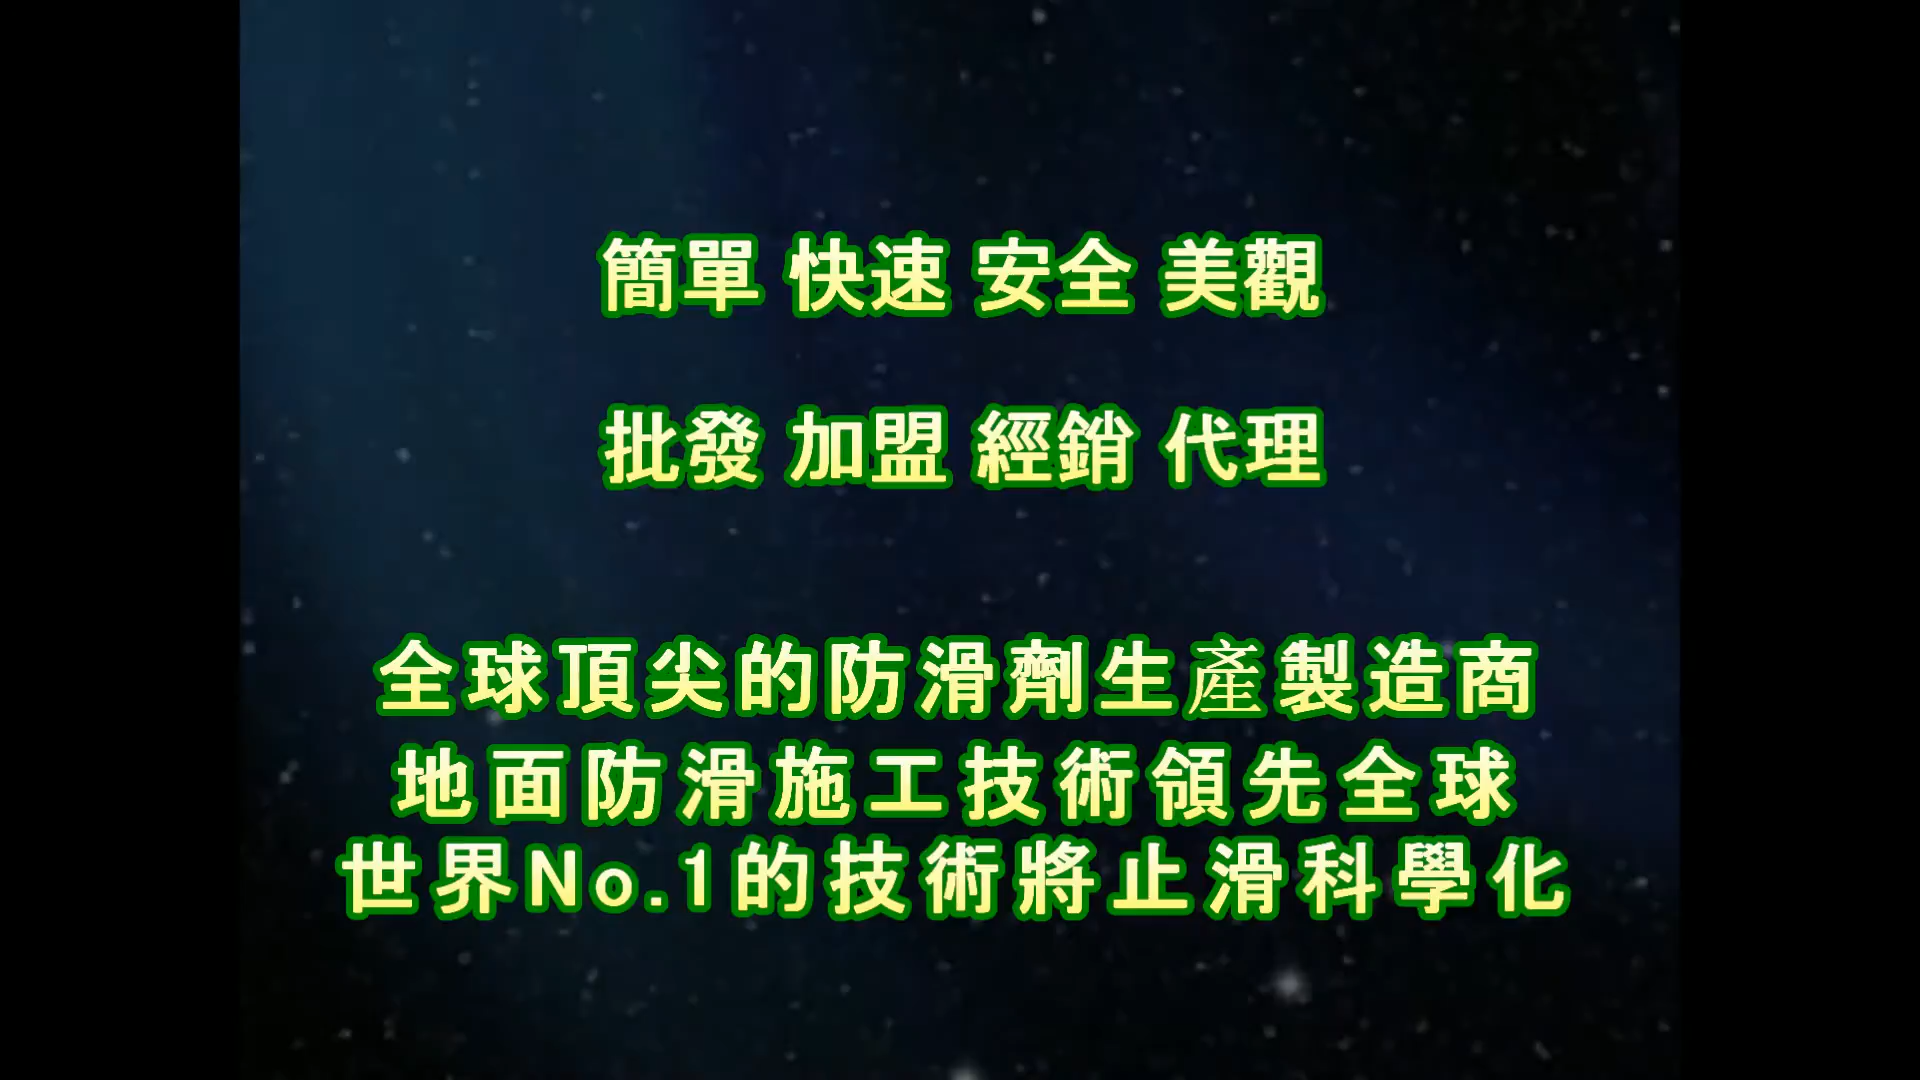 簡單 快速 安全 美觀
批發 加盟 經銷 代理
全球頂尖的防滑劑生產製造商
地面防滑施工技術領先全球
世界No.1的技術將止滑科學化